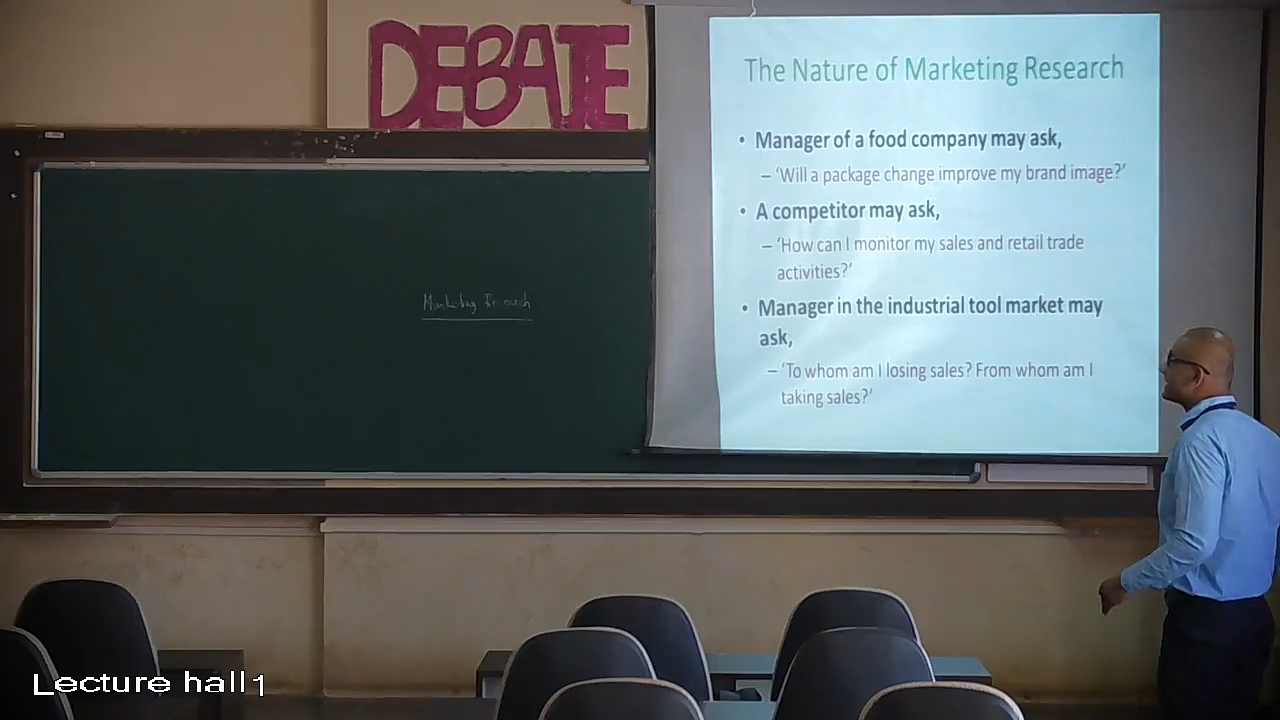 DEBATE
The Nature of Marketing Research
• Manager of a food company may ask,
– ‘Will a package change improve my brand image?’
• A competitor may ask,
– ‘How can I monitor my sales and retail trade
activities?’
• Manager in the industrial tool market may
ask,
– ‘To whom am I losing sales? From whom am I
taking sales?’
Marketing Research
Lecture hall 1